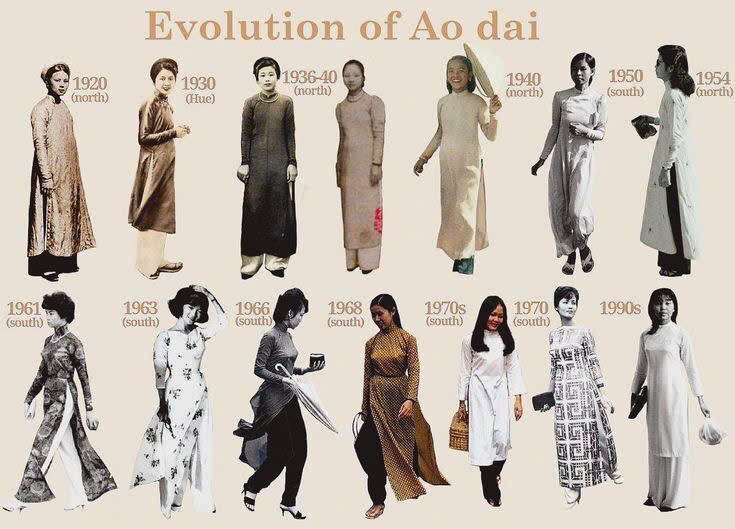 Evolution of Ao dai
1920
(north)
1930
(Hue)
1936-40
(north)
1940
(north)
1950
(south)
1954
(north)
1961
(south)
1963
(south)
1966
(south)
1968
(south)
1970s
(south)
1970
(south)
1990s